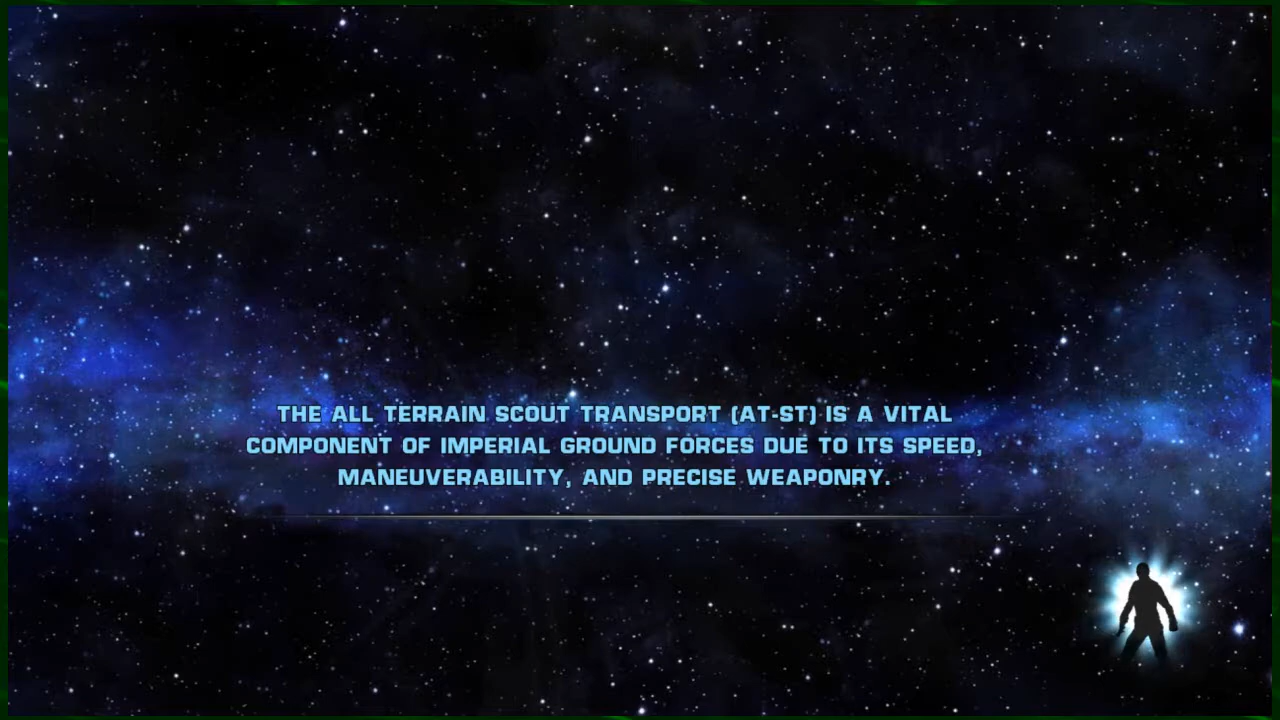 THE ALL TERRAIN SCOUT TRANSPORT (AT-ST) IS A VITAL
COMPONENT OF IMPERIAL GROUND FORCES DUE TO ITS SPEED,
MANEUVERABILITY, AND PRECISE WEAPONRY.